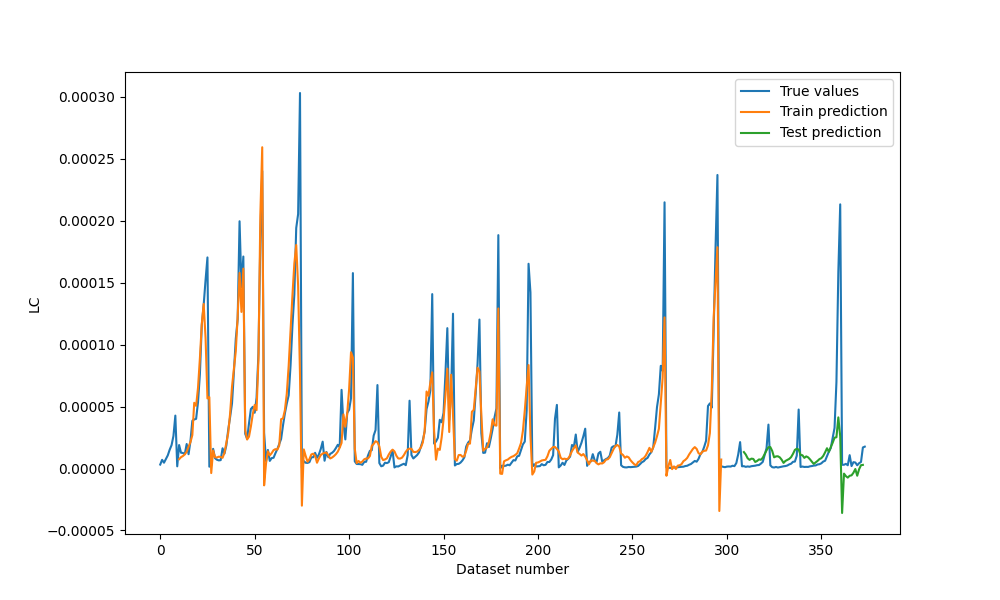 True values
Train prediction
Test prediction
0.00030
0.00025
0.00020
0.00015
0.00010
0.00005
0.00000
−0.00005
LC
0 50 100 150 200 250 300 350
Dataset number